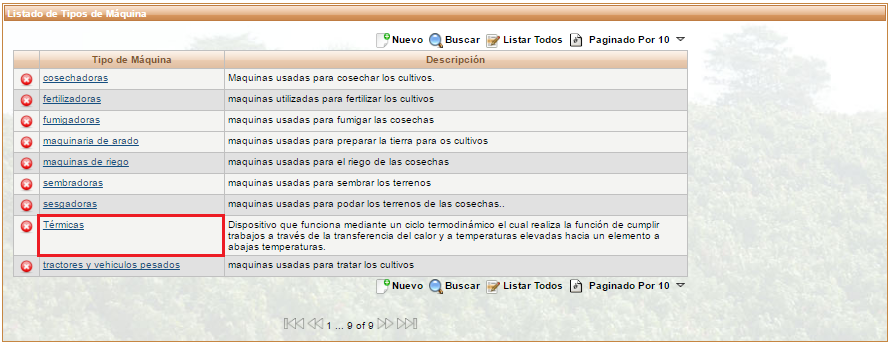 Listado de Tipos de Máquina
Nuevo Buscar Listar Todos Paginado Por 10
Tipo de Máquina Descripción
cosechadoras Maquinas usadas para cosechar los cultivos.
fertilizadoras maquinas utilizadas para fertilizar los cultivos
fumigadoras maquinas usadas para fumigar las cosechas
maquinaria de arado maquinas usadas para preparar la tierra para os cultivos
maquinas de riego maquinas usadas para el riego de las cosechas
sembradoras maquinas usadas para sembrar los terrenos
sesgadoras maquinas usadas para podar los terrenos de las cosechas..
Térmicas Dispositivo que funciona mediante un ciclo termodinámico el cual realiza la función de cumplir
trabajos a través de la transferencia del calor y a temperaturas elevadas hacia un elemento a
abajas temperaturas.
tractores y vehiculos pesados maquinas usadas para tratar los cultivos
Nuevo Buscar Listar Todos Paginado Por 10
1 ... 9 of 9